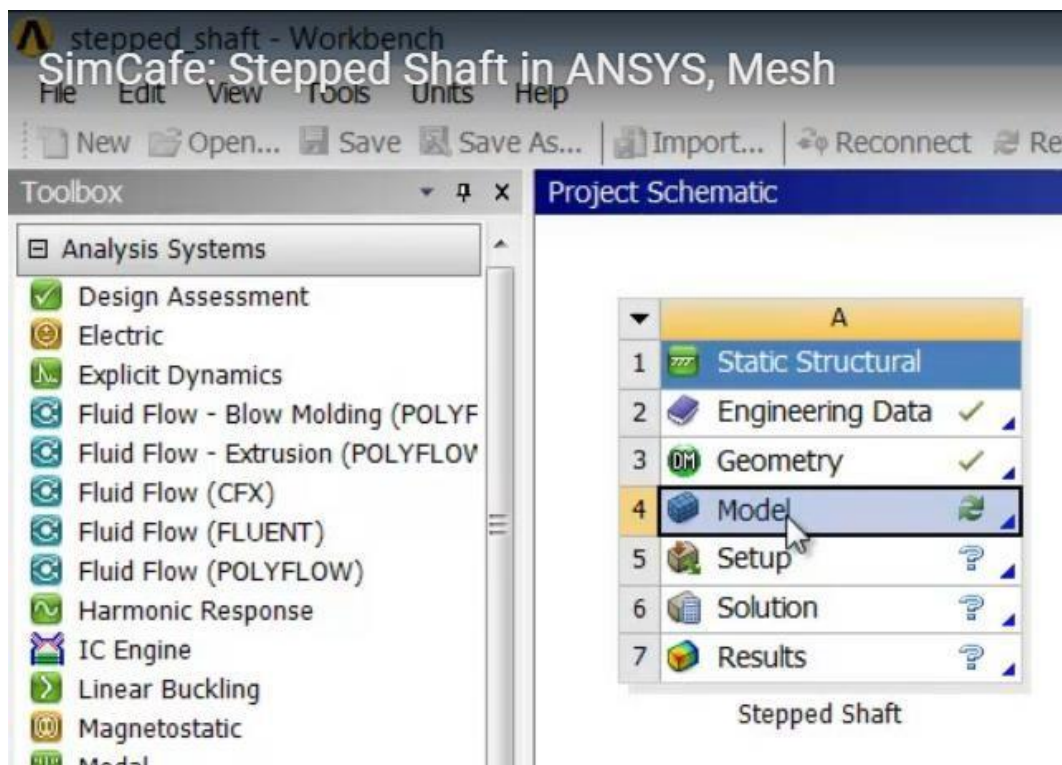 stepped_shaft - Workbench
SimCafe: Stepped Shaft in ANSYS, Mesh
File Edit View Tools Units Help
New Open... Save Save As... Import... Reconnect Re
Toolbox
Project Schematic
Analysis Systems
Design Assessment
Electric
Explicit Dynamics
Fluid Flow - Blow Molding (POLYF
Fluid Flow - Extrusion (POLYFLOW
Fluid Flow (CFX)
Fluid Flow (FLUENT)
Fluid Flow (POLYFLOW)
Harmonic Response
IC Engine
Linear Buckling
Magnetostatic
Modal
A
1 Static Structural
2 Engineering Data
3 DM Geometry
4 Model
5 Setup
6 Solution
7 Results
Stepped Shaft